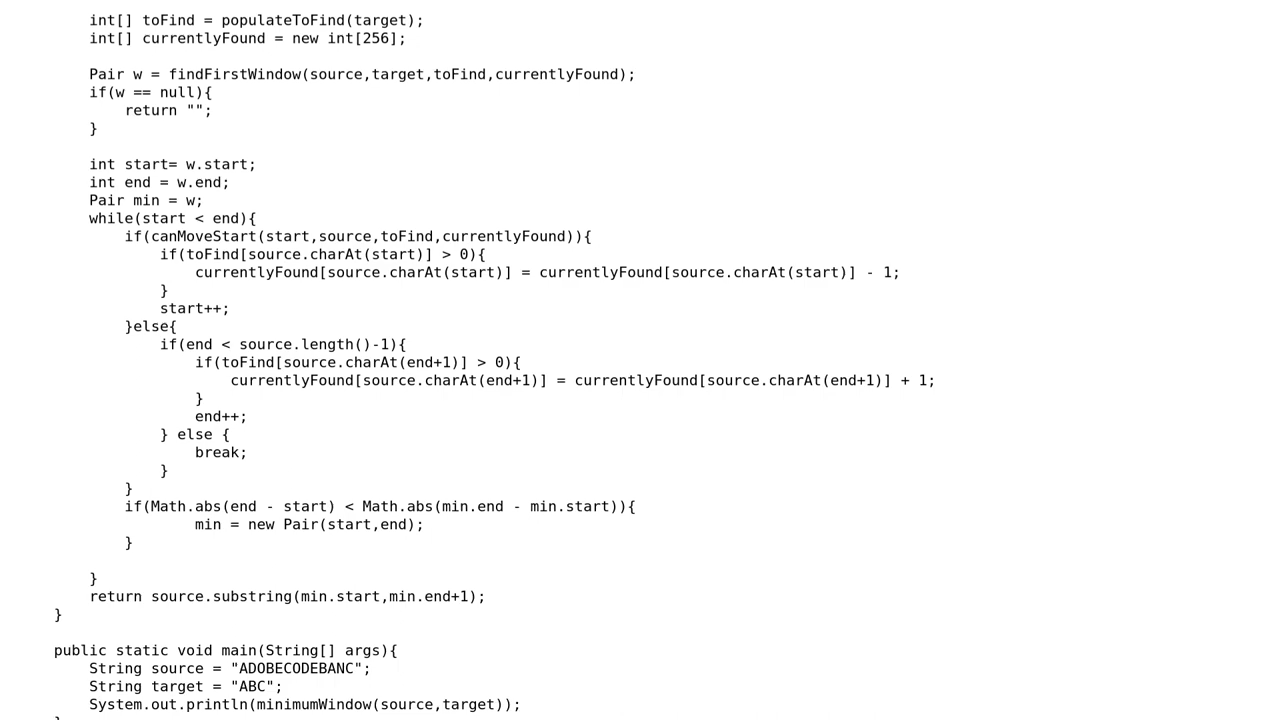 int[] toFind = populateToFind(target);
int[] currentlyFound = new int[256];
Pair w = findFirstWindow(source,target,toFind,currentlyFound);
if(w == null){
return "";
}
int start= w.start;
int end = w.end;
Pair min = w;
while(start < end){
if(canMoveStart(start,source,toFind,currentlyFound)){
if(toFind[source.charAt(start)] > 0){
currentlyFound[source.charAt(start)] = currentlyFound[source.charAt(start)] - 1;
}
start++;
}else{
if(end < source.length()-1){
if(toFind[source.charAt(end+1)] > 0){
currentlyFound[source.charAt(end+1)] = currentlyFound[source.charAt(end+1)] + 1;
}
end++;
} else {
break;
}
}
if(Math.abs(end - start) < Math.abs(min.end - min.start)){
min = new Pair(start,end);
}
}
return source.substring(min.start,min.end+1);
}
public static void main(String[] args){
String source = "ADOBECODEBANC";
String target = "ABC";
System.out.println(minimumWindow(source,target));
}